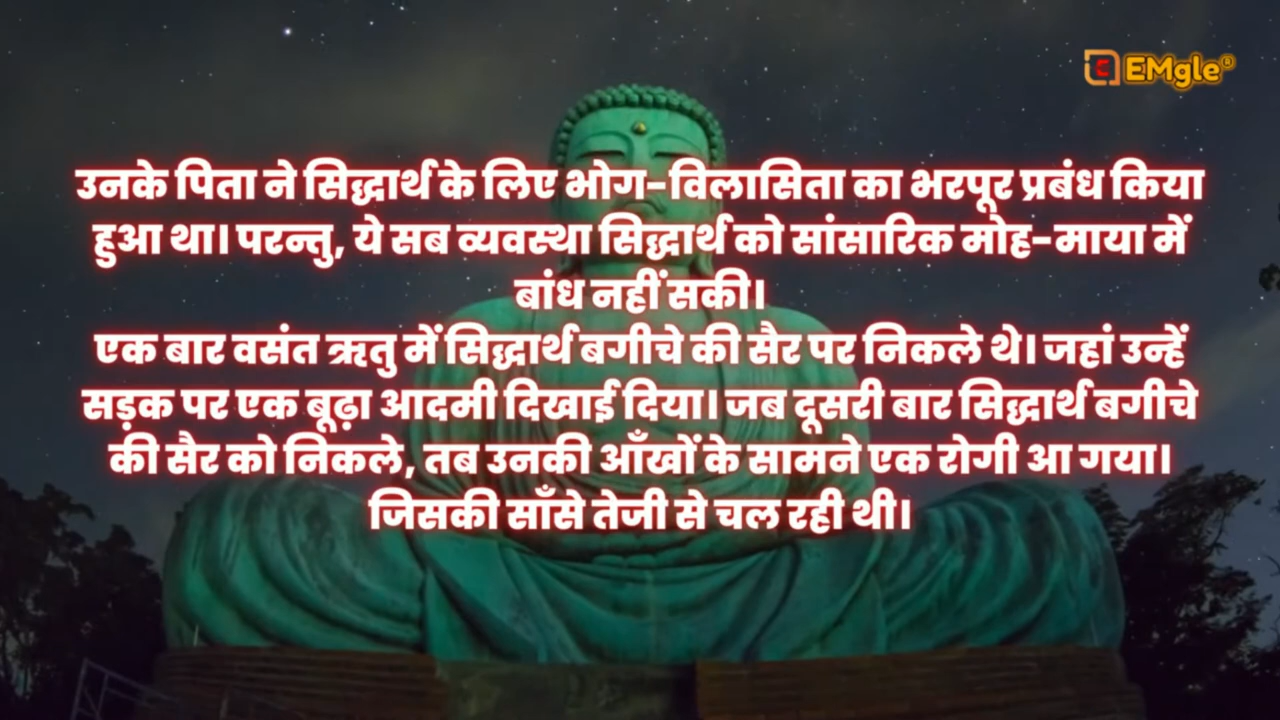 EMgle®
उनके पिता ने सिद्धार्थ के लिए भोग-विलासिता का भरपूर प्रबंध किया
हुआ था। परन्तु, ये सब व्यवस्था सिद्धार्थ को सांसारिक मोह-माया में
बांध नहीं सकी।
एक बार वसंत ऋतु में सिद्धार्थ बगीचे की सैर पर निकले थे। जहां उन्हें
सड़क पर एक बूढ़ा आदमी दिखाई दिया। जब दूसरी बार सिद्धार्थ बगीचे
की सैर को निकले, तब उनकी आँखों के सामने एक रोगी आ गया।
जिसकी साँसे तेजी से चल रही थी।